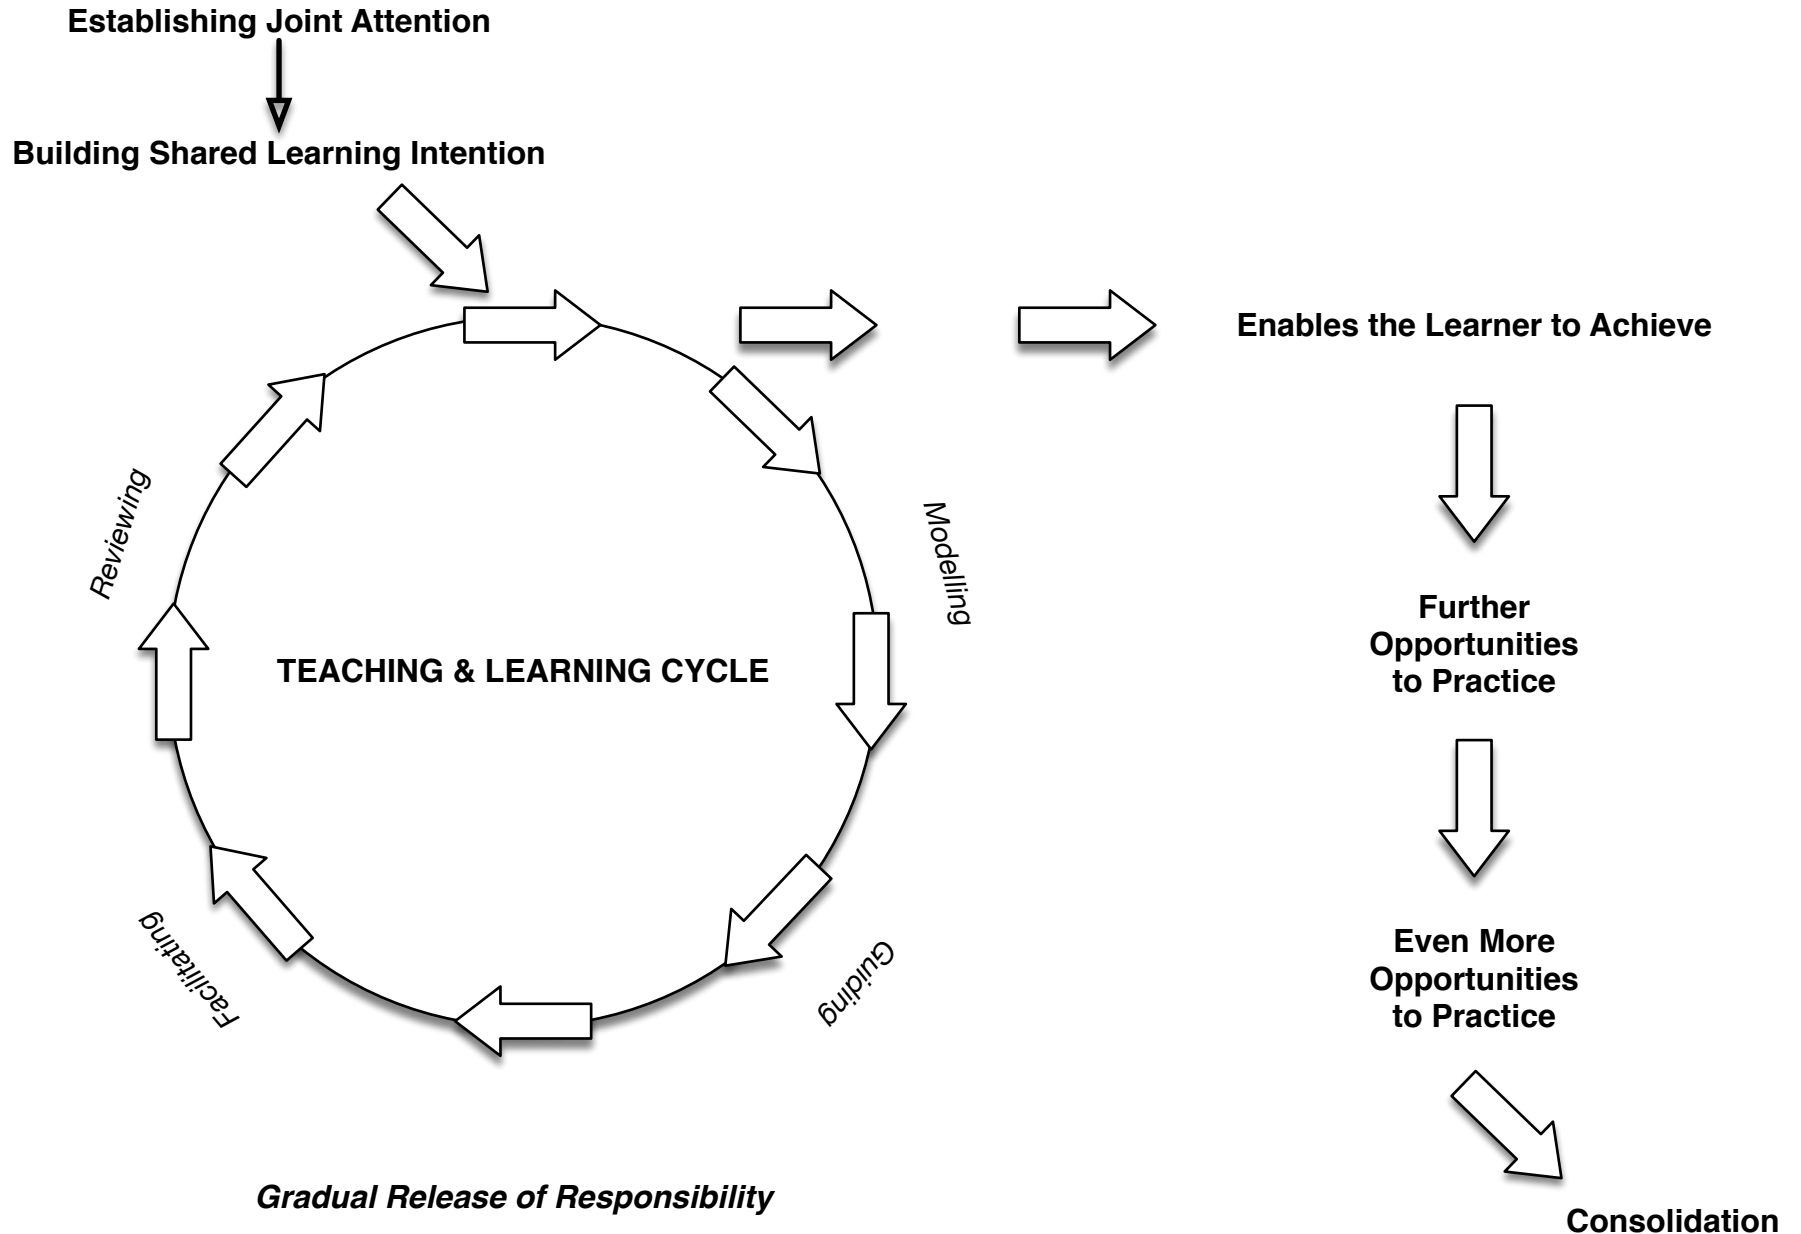 Establishing Joint Attention
Building Shared Learning Intention
Enables the Learner to Achieve
Reviewing
Modelling
TEACHING & LEARNING CYCLE
Further
Opportunities
to Practice
Facilitating
Guiding
Even More
Opportunities
to Practice
Gradual Release of Responsibility
Consolidation